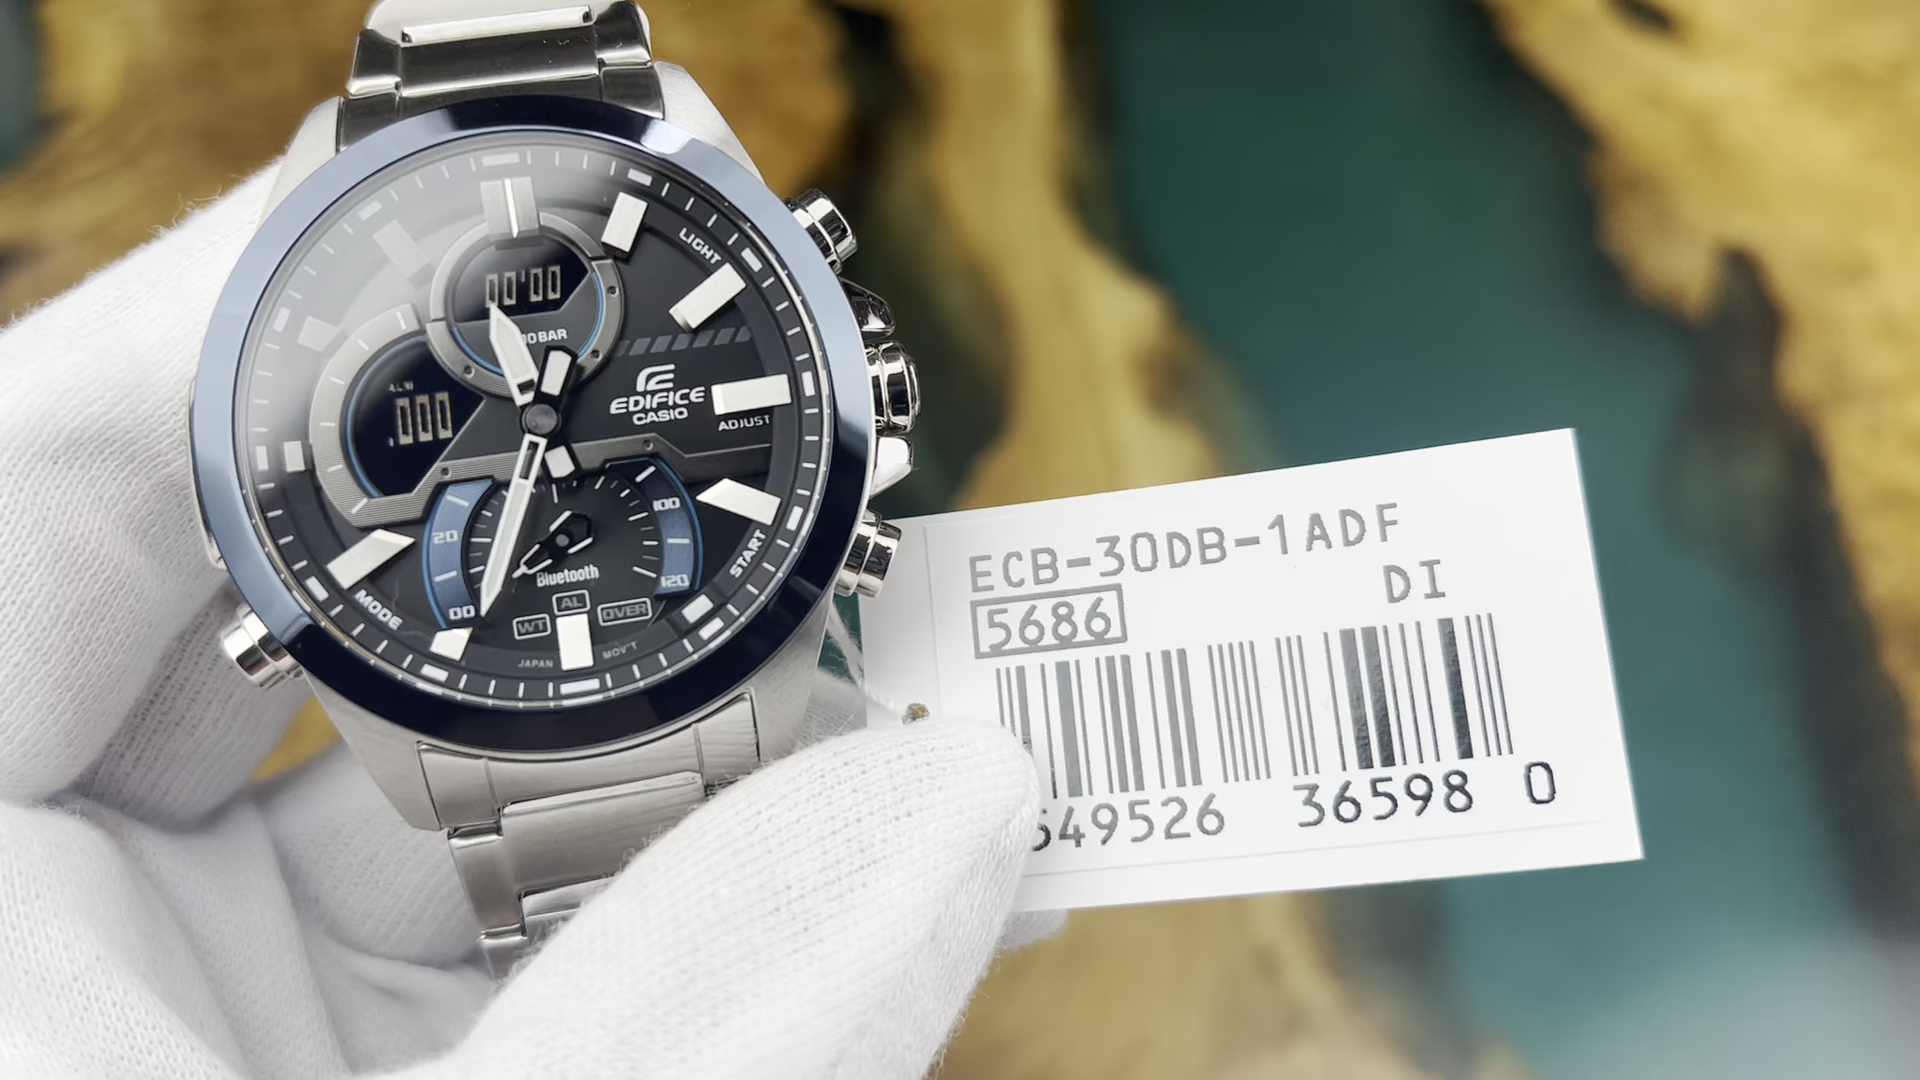 LIGHT
00'00
10BAR
ALM
.000
EDIFICE
CASIO
ADJUST
20
100
START
Bluetooth
120
00
MODE
AL
WT
OVER
JAPAN MOV'T
ECB-30DB-1ADF
DI
5686
549526 36598 0